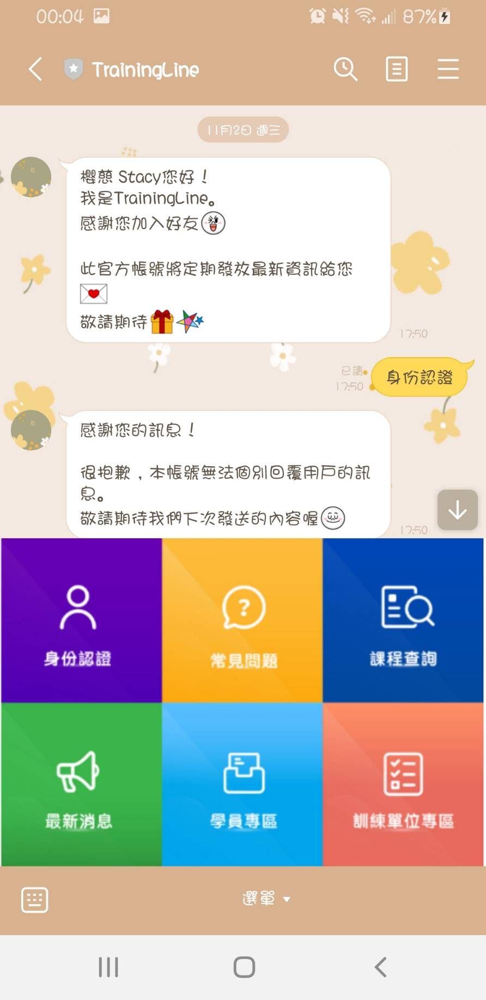 00:04
87%
TrainingLine
11月2日 週三
櫻慈 Stacy您好！
我是TrainingLine。
感謝您加入好友
此官方帳號將定期發放最新資訊給您
敬請期待
17:50
已讀
17:50
身份認證
感謝您的訊息！
很抱歉，本帳號無法個別回覆用戶的訊
息。
敬請期待我們下次發送的內容喔
17:50
身份認證
常見問題
課程查詢
最新消息
學員專區
訓練單位專區
選單